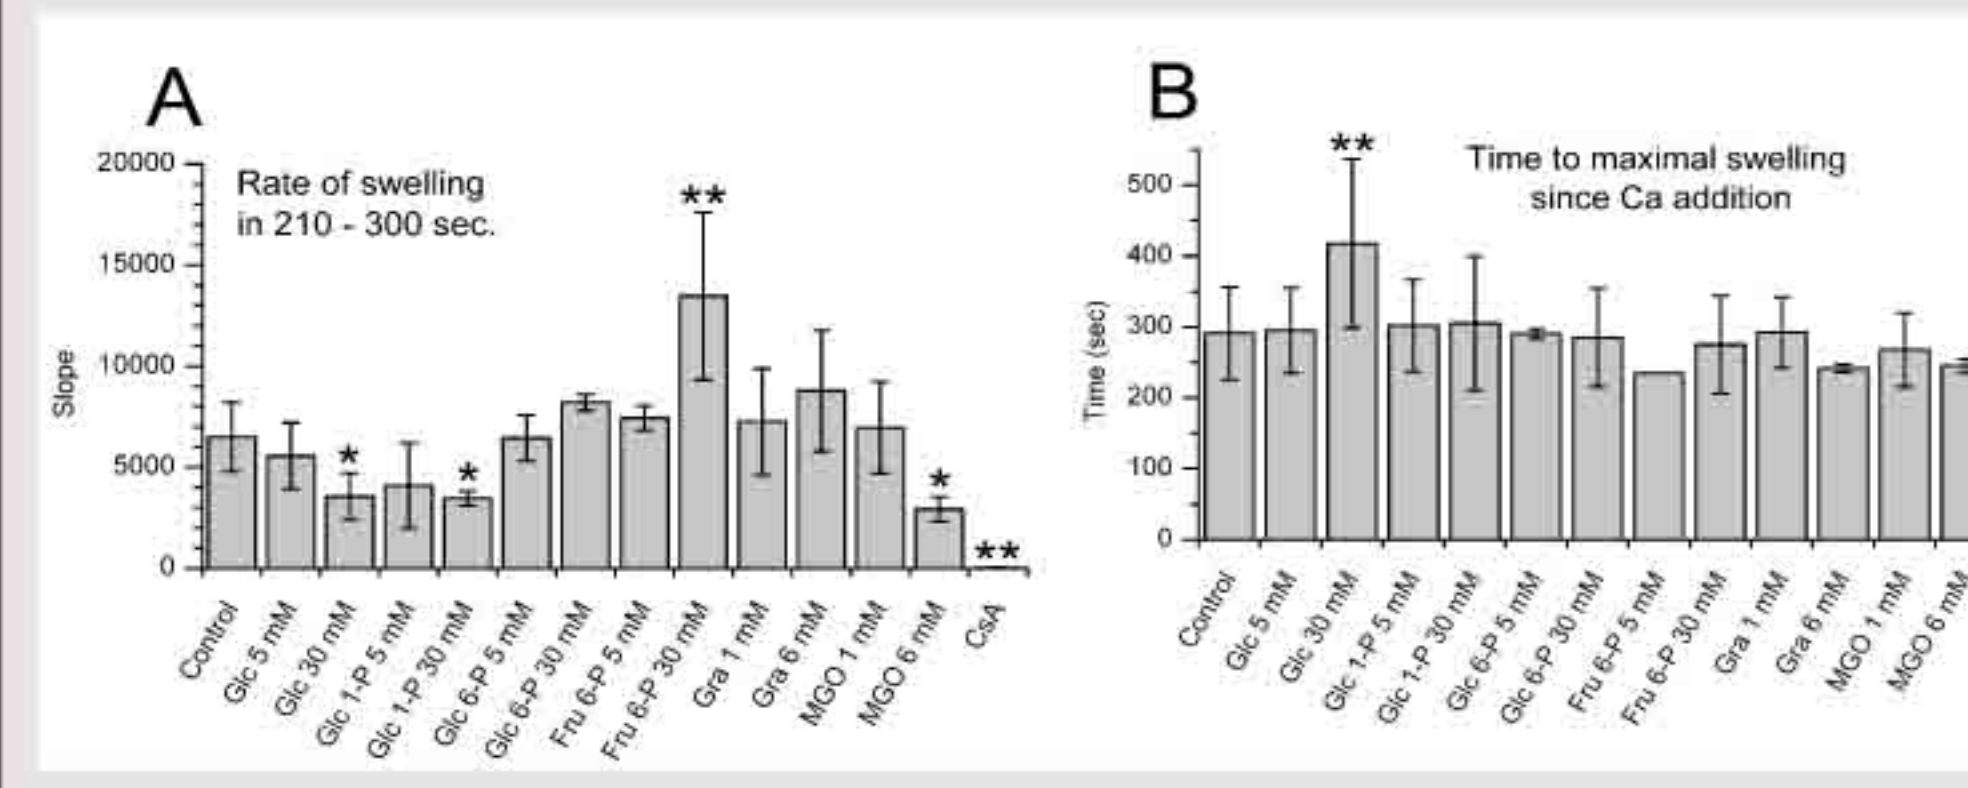 A
Rate of swelling
in 210 - 300 sec.
20000
15000
10000
5000
0
Slope
**
*
*
*
**
Control
Glc 5 mM
Glc 30 mM
Glc 1-P 5 mM
Glc 1-P 30 mM
Glc 6-P 5 mM
Glc 6-P 30 mM
Fru 6-P 5 mM
Fru 6-P 30 mM
Gra 1 mM
Gra 6 mM
MGO 1 mM
MGO 6 mM
CsA
B
**
Time to maximal swelling
since Ca addition
500
400
300
200
100
0
Time (sec)
Control
Glc 5 mM
Glc 30 mM
Glc 1-P 5 mM
Glc 1-P 30 mM
Glc 6-P 5 mM
Glc 6-P 30 mM
Fru 6-P 5 mM
Fru 6-P 30 mM
Gra 1 mM
Gra 6 mM
MGO 1 mM
MGO 6 mM